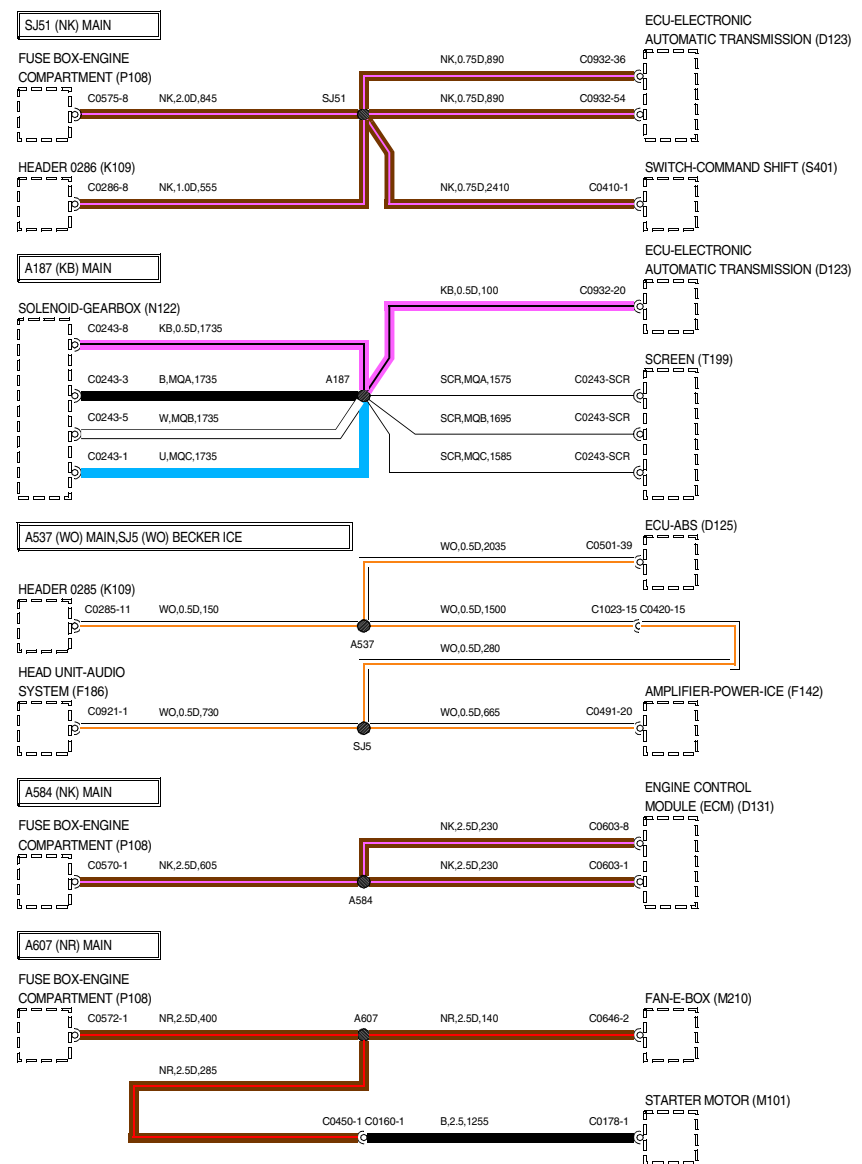 SJ51 (NK) MAIN
ECU-ELECTRONIC
AUTOMATIC TRANSMISSION (D123)
FUSE BOX-ENGINE
COMPARTMENT (P108)
NK,0.75D,890 C0932-36
C0575-8 NK,2.0D,845 SJ51 NK,0.75D,890 C0932-54
HEADER 0286 (K109) SWITCH-COMMAND SHIFT (S401)
C0286-8 NK,1.0D,555 NK,0.75D,2410 C0410-1
A187 (KB) MAIN
ECU-ELECTRONIC
AUTOMATIC TRANSMISSION (D123)
KB,0.5D,100 C0932-20
SOLENOID-GEARBOX (N122)
C0243-8 KB,0.5D,1735
SCREEN (T199)
C0243-3 B,MQA,1735 A187 SCR,MQA,1575 C0243-SCR
C0243-5 W,MQB,1735 SCR,MQB,1695 C0243-SCR
C0243-1 U,MQC,1735 SCR,MQC,1585 C0243-SCR
A537 (WO) MAIN,SJ5 (WO) BECKER ICE
ECU-ABS (D125)
WO,0.5D,2035 C0501-39
HEADER 0285 (K109)
C0285-11 WO,0.5D,150 WO,0.5D,1500 C1023-15 C0420-15
A537 WO,0.5D,280
HEAD UNIT-AUDIO
SYSTEM (F186) AMPLIFIER-POWER-ICE (F142)
C0921-1 WO,0.5D,730 WO,0.5D,665 C0491-20
SJ5
A584 (NK) MAIN
ENGINE CONTROL
MODULE (ECM) (D131)
FUSE BOX-ENGINE
COMPARTMENT (P108)
NK,2.5D,230 C0603-8
C0570-1 NK,2.5D,605 NK,2.5D,230 C0603-1
A584
A607 (NR) MAIN
FUSE BOX-ENGINE
COMPARTMENT (P108) FAN-E-BOX (M210)
C0572-1 NR,2.5D,400 A607 NR,2.5D,140 C0646-2
NR,2.5D,285
STARTER MOTOR (M101)
C0450-1 C0160-1 B,2.5,1255 C0178-1